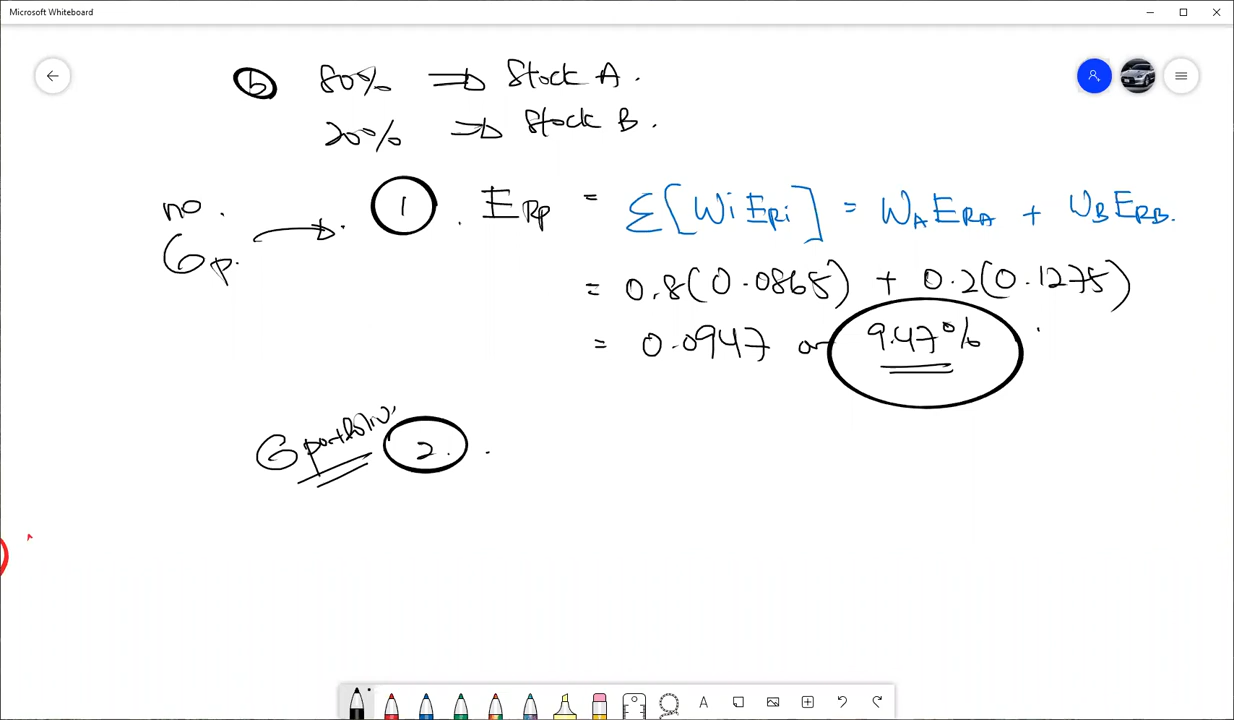 Microsoft Whiteboard
b 80% ⇒ Stock A.
20% ⇒ Stock B.
no.
σp. → 1. ERp = Σ[Wi ERi] = WA ERA + WB ERB.
= 0.8(0.0865) + 0.2(0.1275)
= 0.0947 or 9.47%
σ portfolio 2.
A